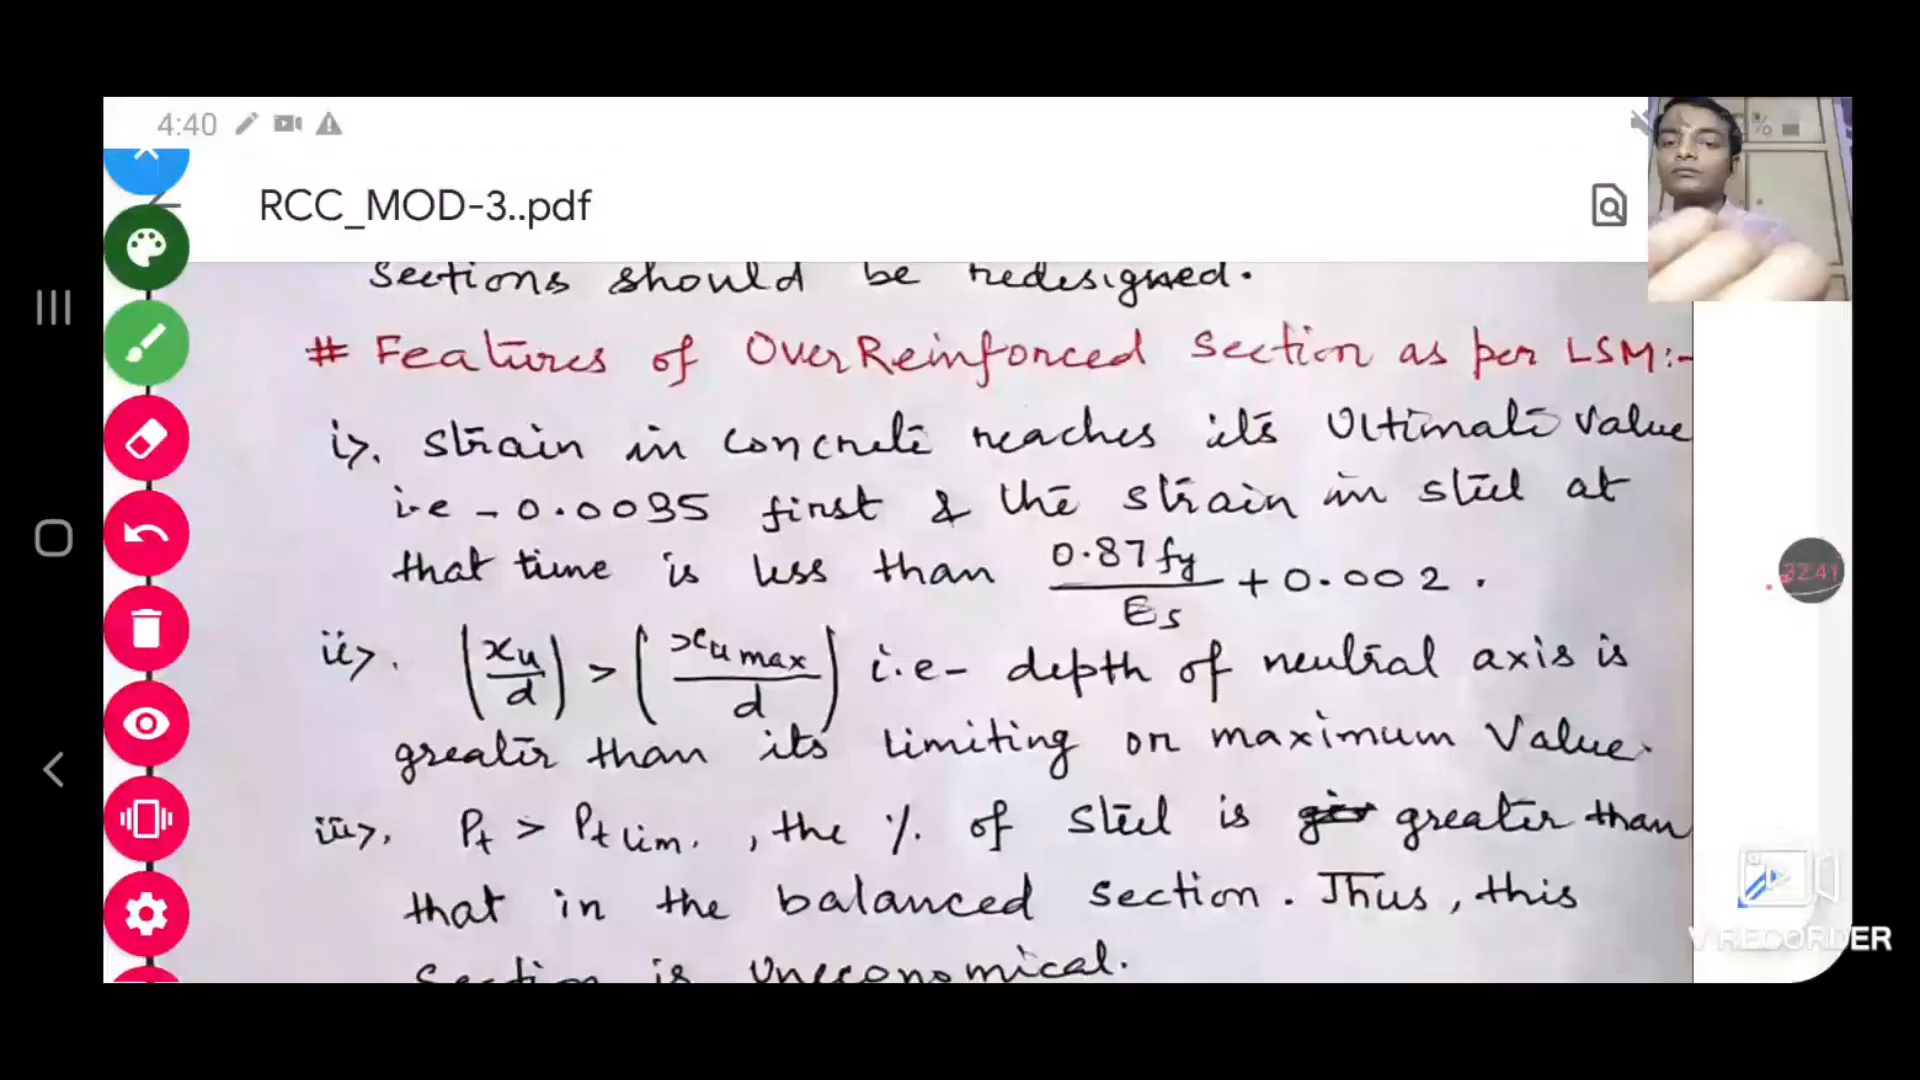 4:40
RCC_MOD-3..pdf
Sections should be redesigned.
# Features of Over Reinforced Section as per LSM:-
i>. Strain in Concrete reaches its Ultimate Value
i.e - 0.0035 first & the strain in steel at
that time is less than 0.87fy/Es + 0.002 .
ii>. (xu/d) > (xu max/d) i.e- depth of neutral axis is
greater than its limiting or maximum Value.
iii>. Pt > Pt lim. , the % of steel is greater than
that in the balanced section. Thus, this
Section is Uneconomical.
32:41
V RECORDER